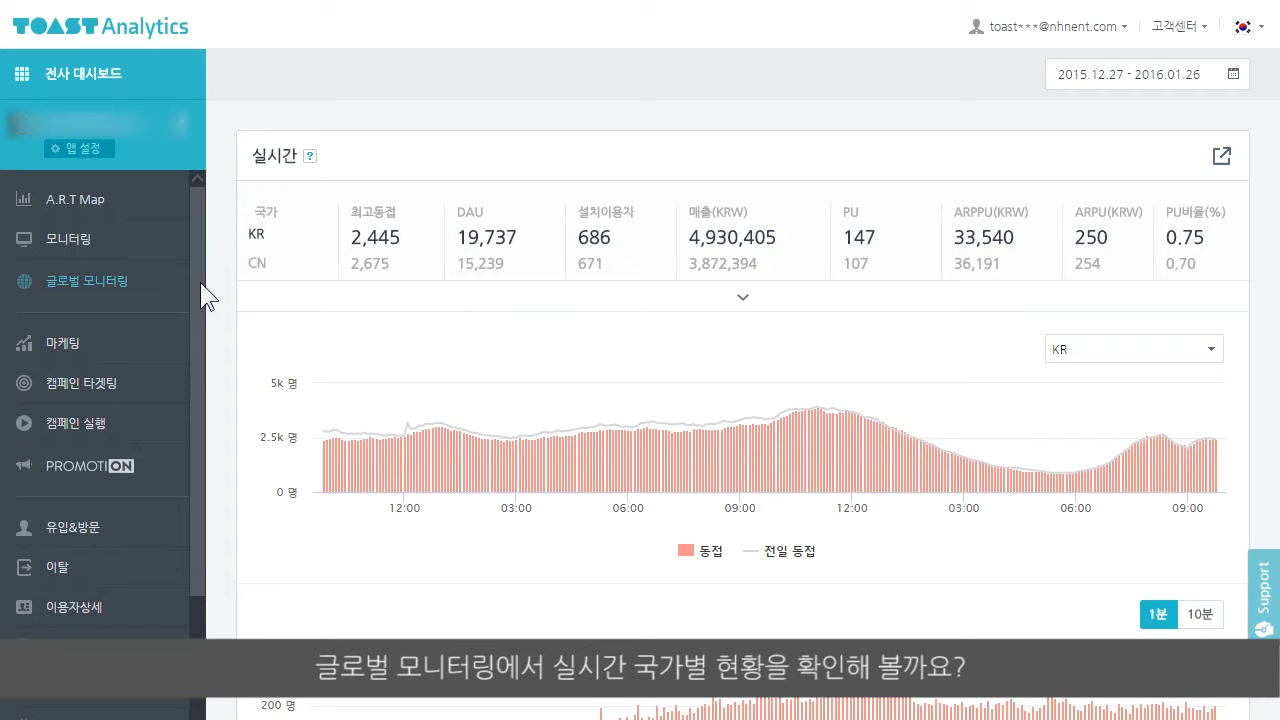 TOAST Analytics
toast***@nhnent.com
고객센터
전사 대시보드
2015.12.27 - 2016.01.26
앱 설정
A.R.T Map
모니터링
글로벌 모니터링
마케팅
캠페인 타겟팅
캠페인 실행
PROMOTION
유입&방문
이탈
이용자상세
실시간 ?
국가 최고동접 DAU 설치이용자 매출(KRW) PU ARPPU(KRW) ARPU(KRW) PU비율(%)
KR 2,445 19,737 686 4,930,405 147 33,540 250 0.75
CN 2,675 15,239 671 3,872,394 107 36,191 254 0.70
KR
5k 명
2.5k 명
0 명
12:00 03:00 06:00 09:00 12:00 03:00 06:00 09:00
동접 전일 동접
Support
1분 10분
글로벌 모니터링에서 실시간 국가별 현황을 확인해 볼까요?
200 명